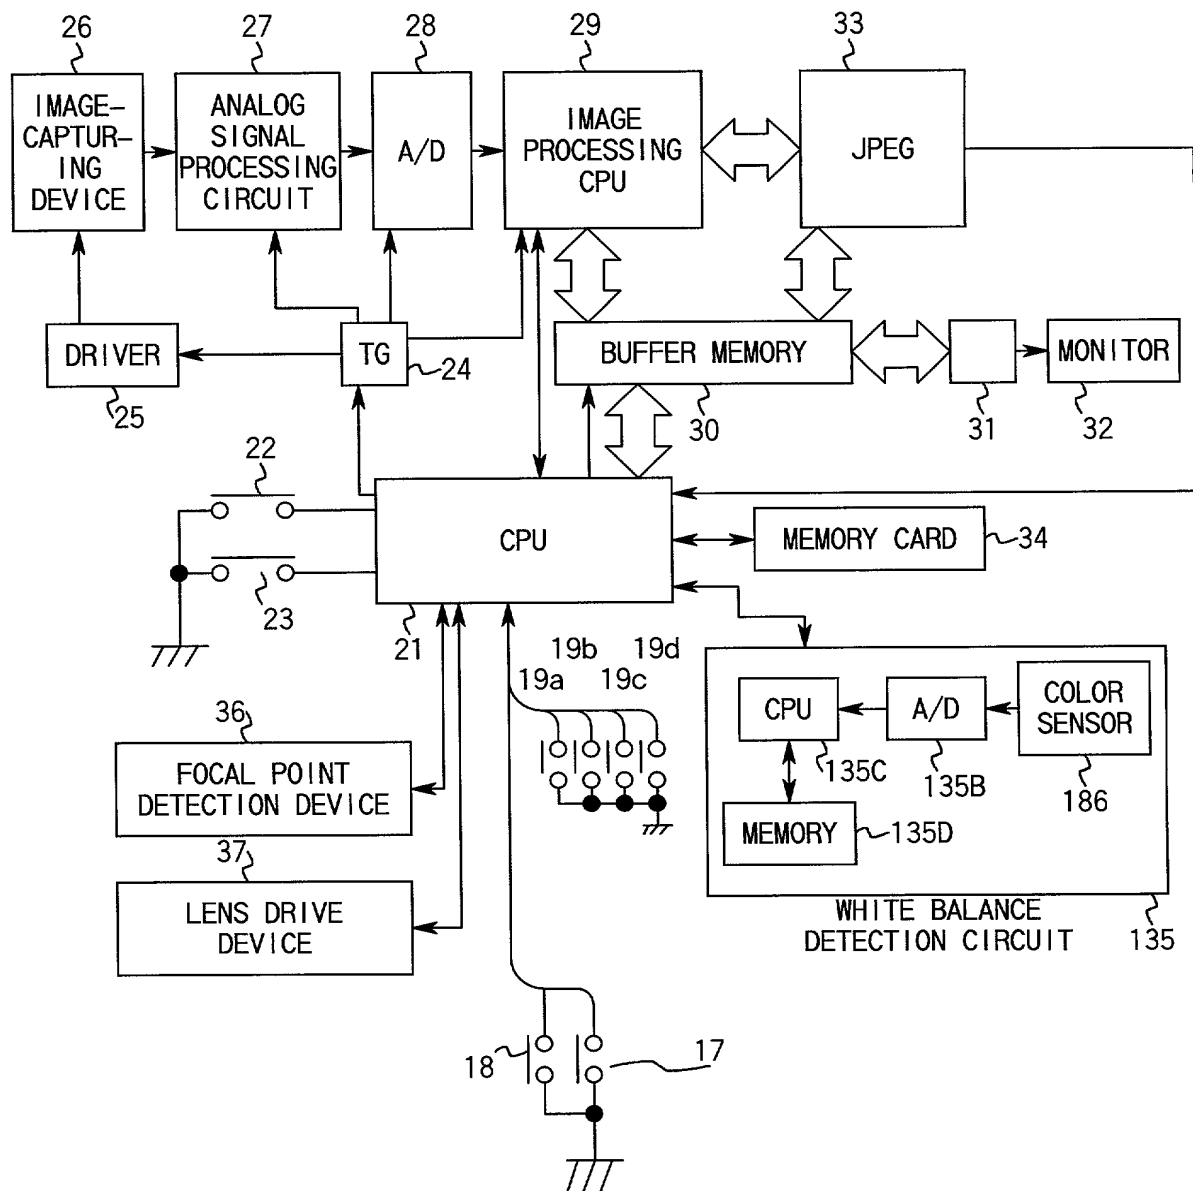 26
27
28
29
33
IMAGE-
CAPTUR-
ING
DEVICE
ANALOG
SIGNAL
PROCESSING
CIRCUIT
A/D
IMAGE
PROCESSING
CPU
JPEG
DRIVER
25
TG
24
BUFFER MEMORY
30
31
MONITOR
32
22
23
CPU
21
MEMORY CARD
34
19b
19d
19a
19c
CPU
135C
A/D
135B
COLOR
SENSOR
186
MEMORY
135D
WHITE BALANCE
DETECTION CIRCUIT
135
36
FOCAL POINT
DETECTION DEVICE
37
LENS DRIVE
DEVICE
18
17